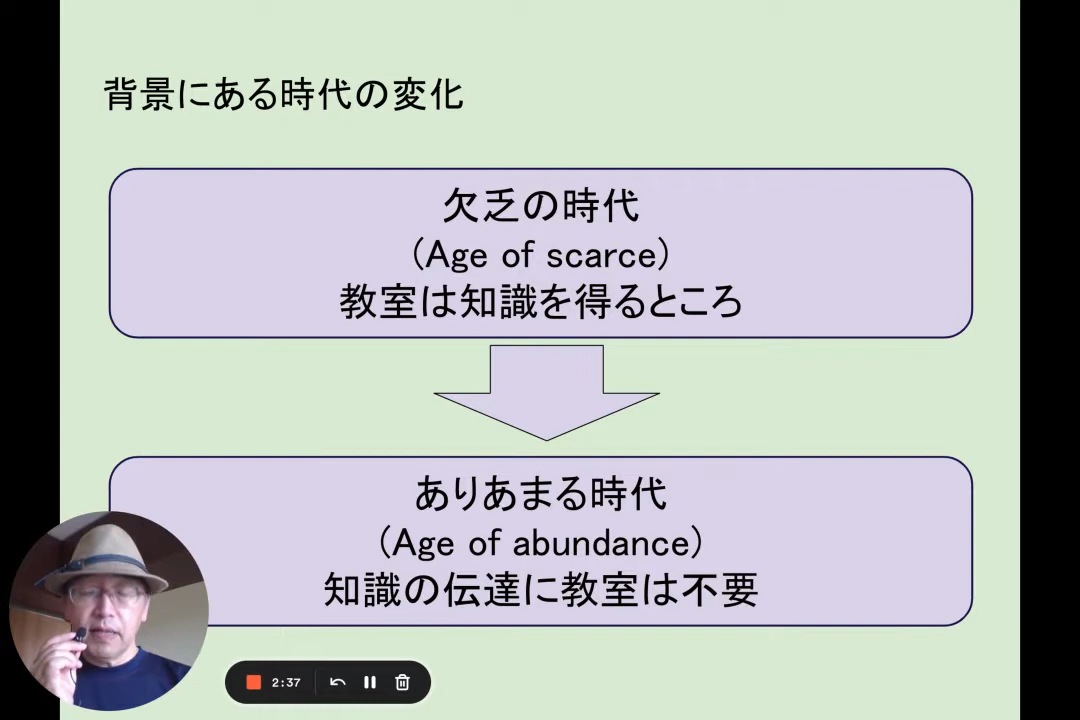 背景にある時代の変化
欠乏の時代
(Age of scarce)
教室は知識を得るところ
ありあまる時代
(Age of abundance)
知識の伝達に教室は不要
2:37